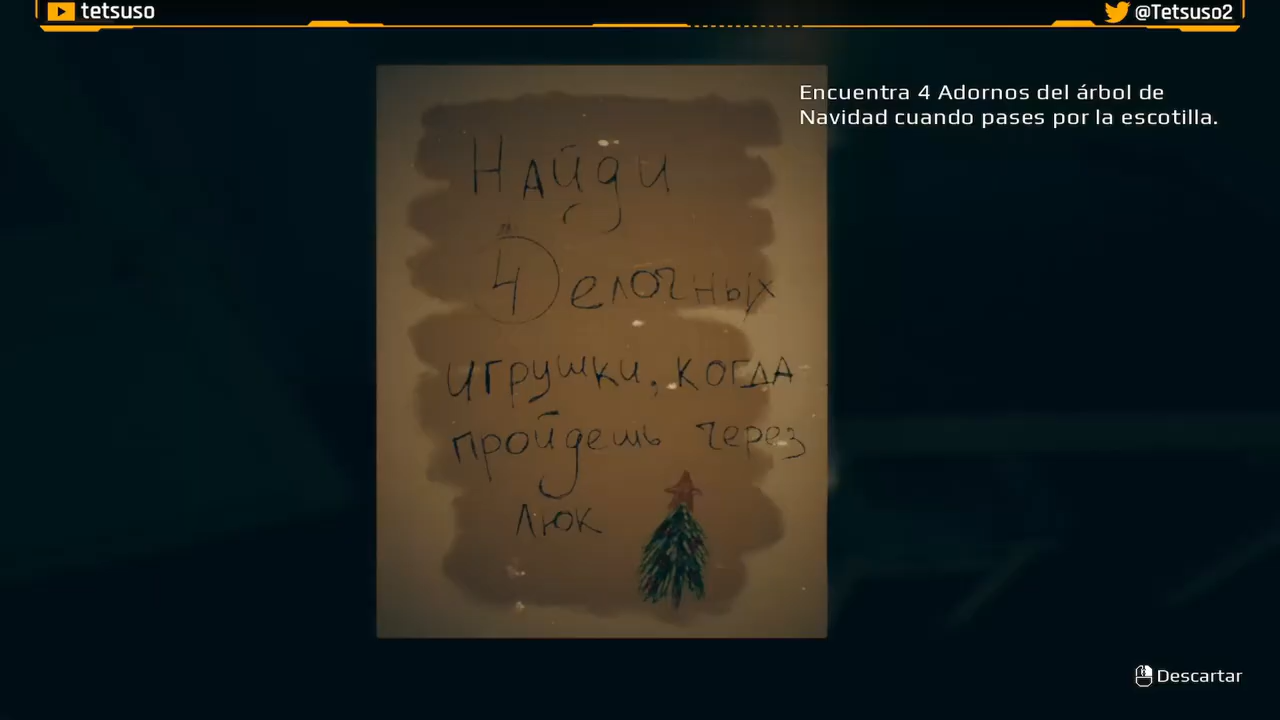 tetsuso
@Tetsuso2
Encuentra 4 Adornos del árbol de
Navidad cuando pases por la escotilla.
Найди
4 елочных
игрушки, когда
пройдешь через
люк
Descartar